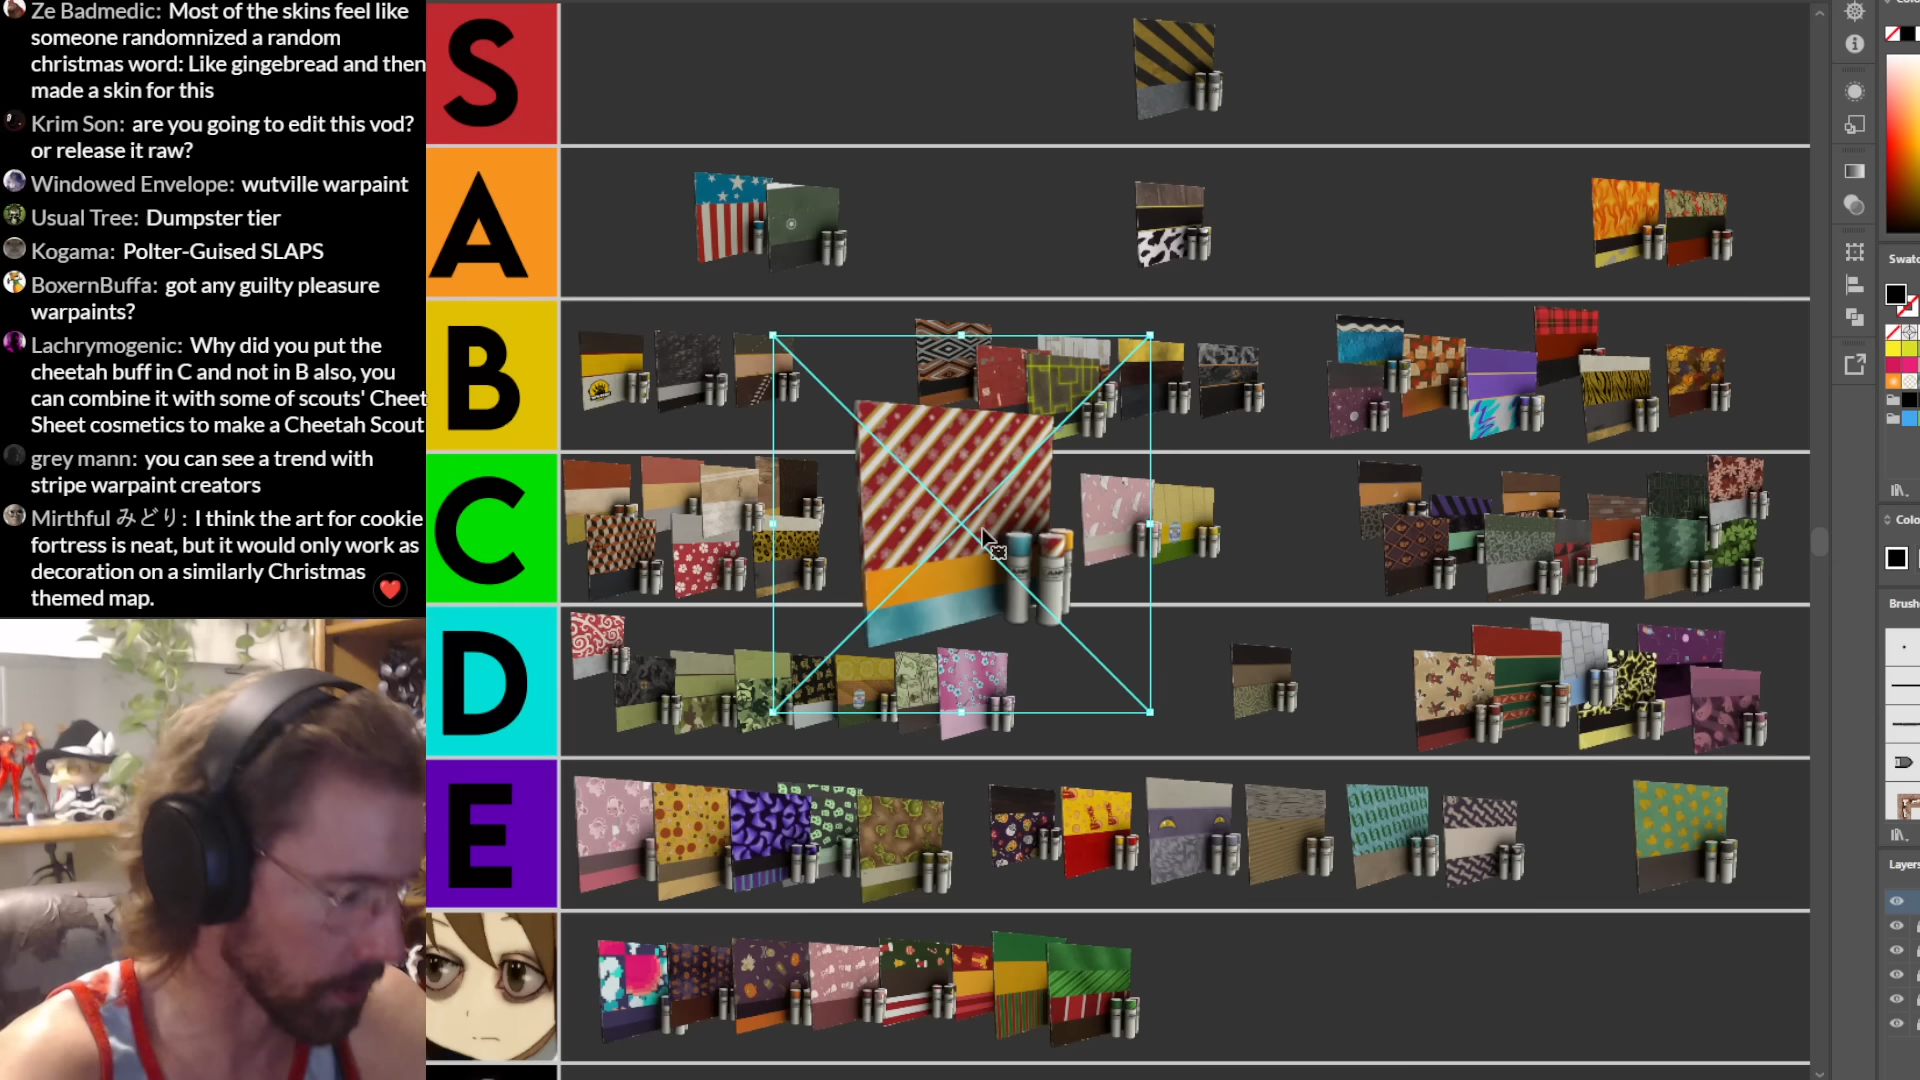 Ze Badmedic: Most of the skins feel like
someone randomnized a random
christmas word: Like gingebread and then
made a skin for this
Krim Son: are you going to edit this vod?
or release it raw?
Windowed Envelope: wutville warpaint
Usual Tree: Dumpster tier
Kogama: Polter-Guised SLAPS
BoxernBuffa: got any guilty pleasure
warpaints?
Lachrymogenic: Why did you put the
cheetah buff in C and not in B also, you
can combine it with some of scouts' Cheet
Sheet cosmetics to make a Cheetah Scout
grey mann: you can see a trend with
stripe warpaint creators
Mirthful みどり: I think the art for cookie
fortress is neat, but it would only work as
decoration on a similarly Christmas
themed map.
S
A
B
C
D
E
Swatc
Colo
Brushe
Layers